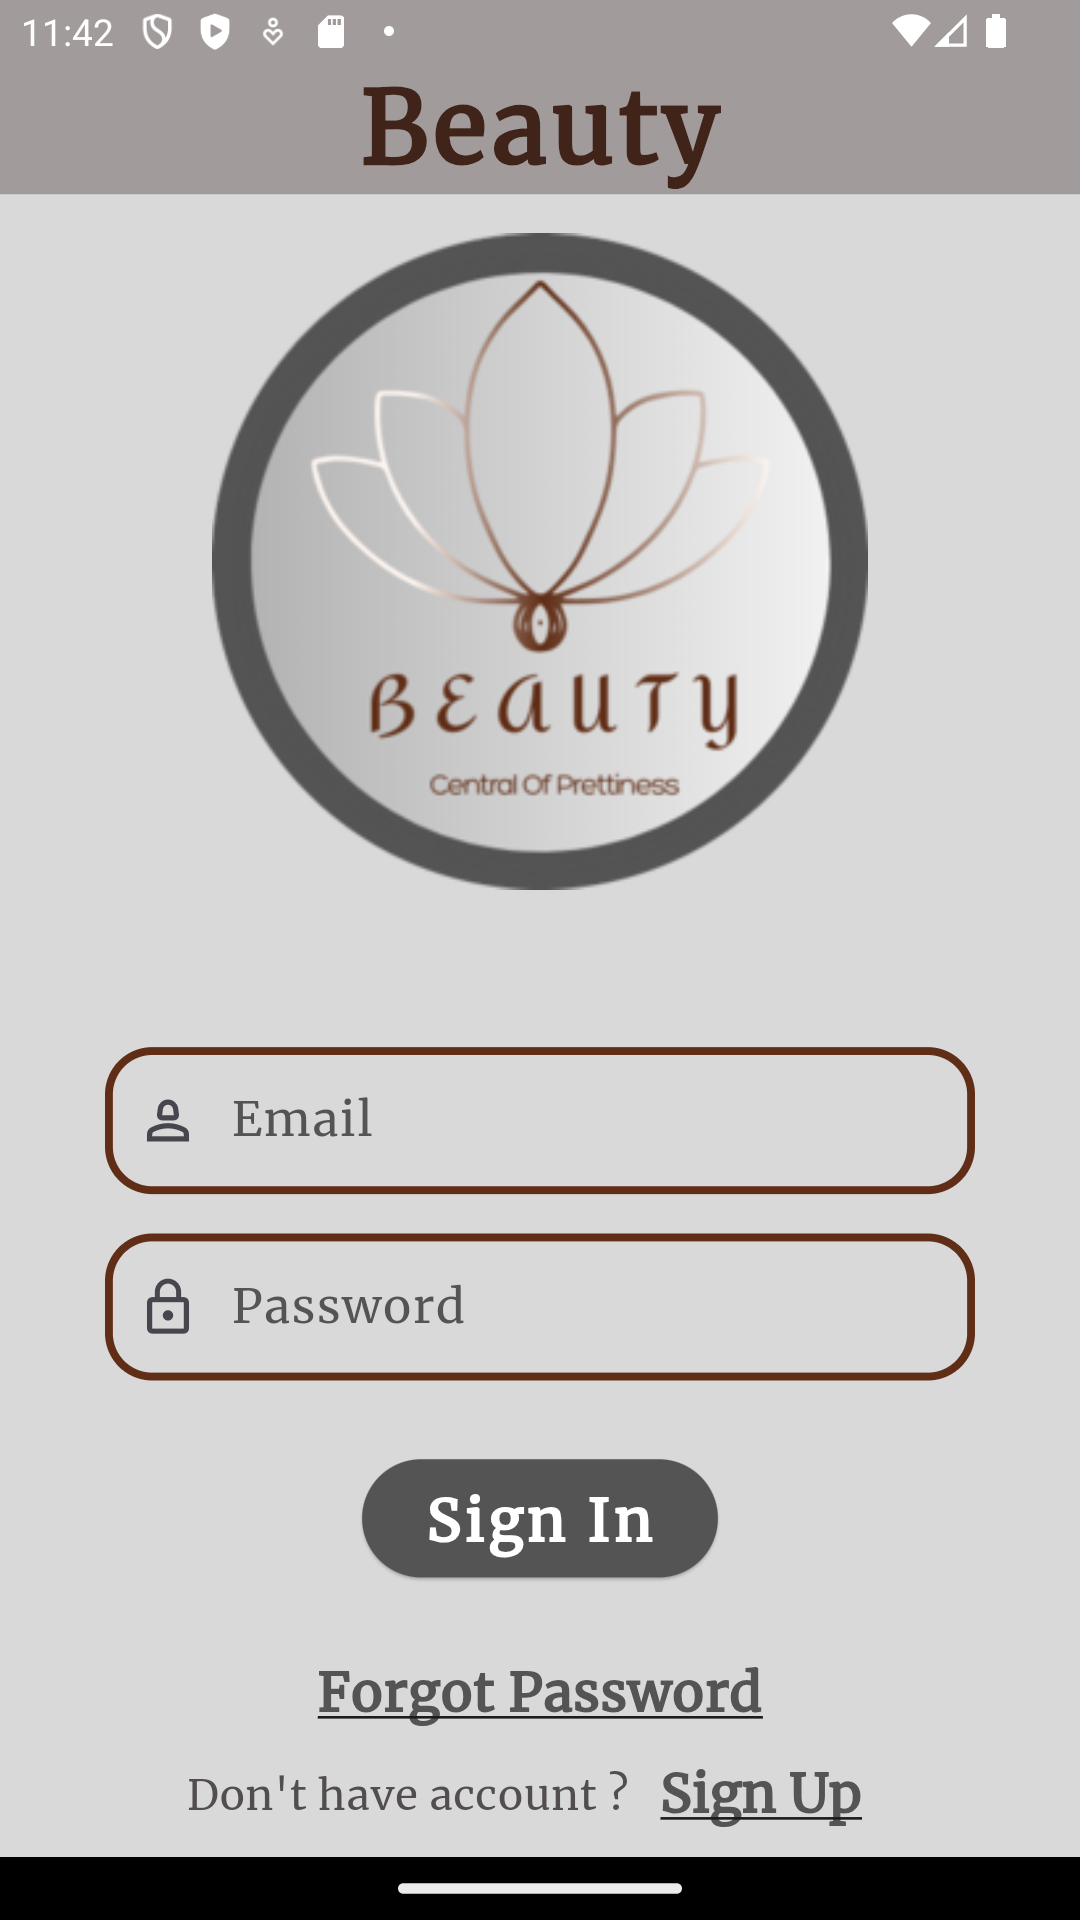 11:42
Beauty
BEAUTY
Central Of Prettiness
Email
Password
Sign In
Forgot Password
Don't have account ? Sign Up